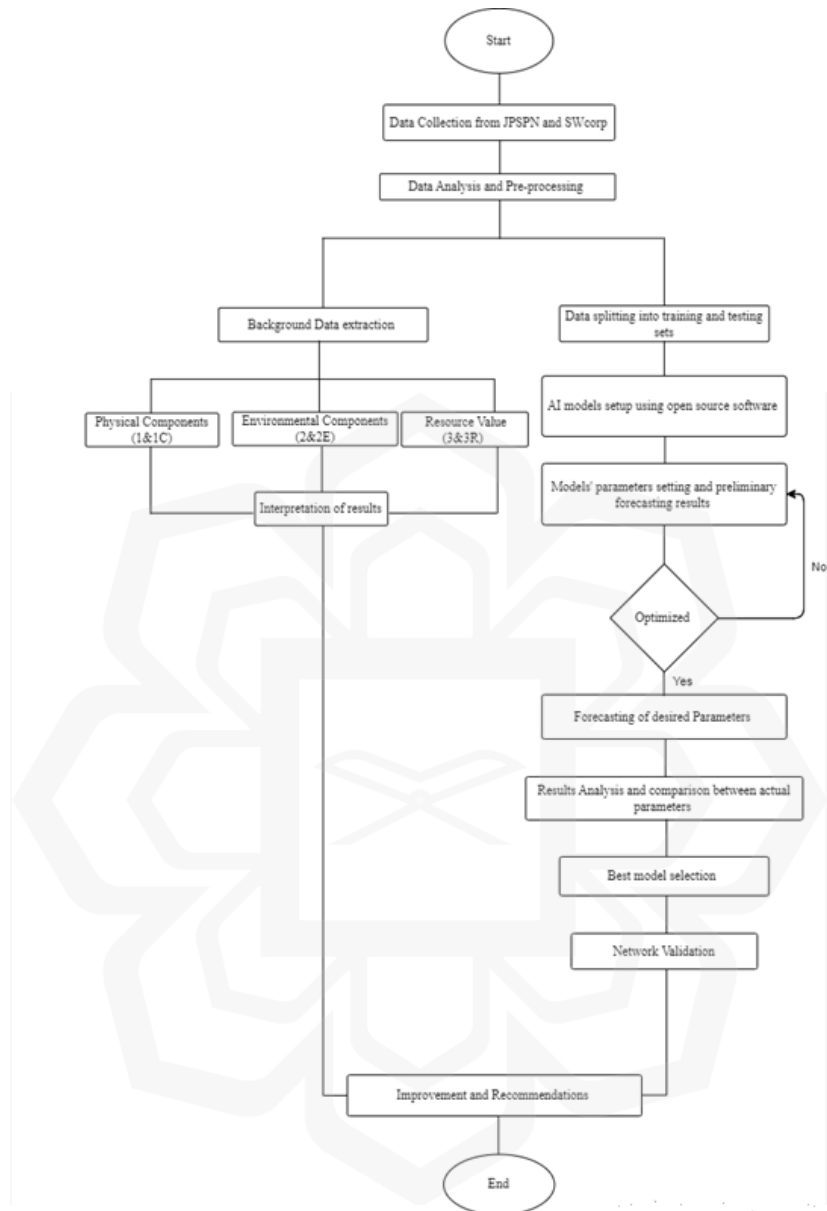 Start
Data Collection from JPSPN and SWcorp
Data Analysis and Pre-processing
Background Data extraction
Physical Components
(1&1C)
Environmental Components
(2&2E)
Resource Value
(3&3R)
Interpretation of results
Data splitting into training and testing
sets
AI models setup using open source software
Models' parameters setting and preliminary
forecasting results
No
Optimized
Yes
Forecasting of desired Parameters
Results Analysis and comparison between actual
parameters
Best model selection
Network Validation
Improvement and Recommendations
End